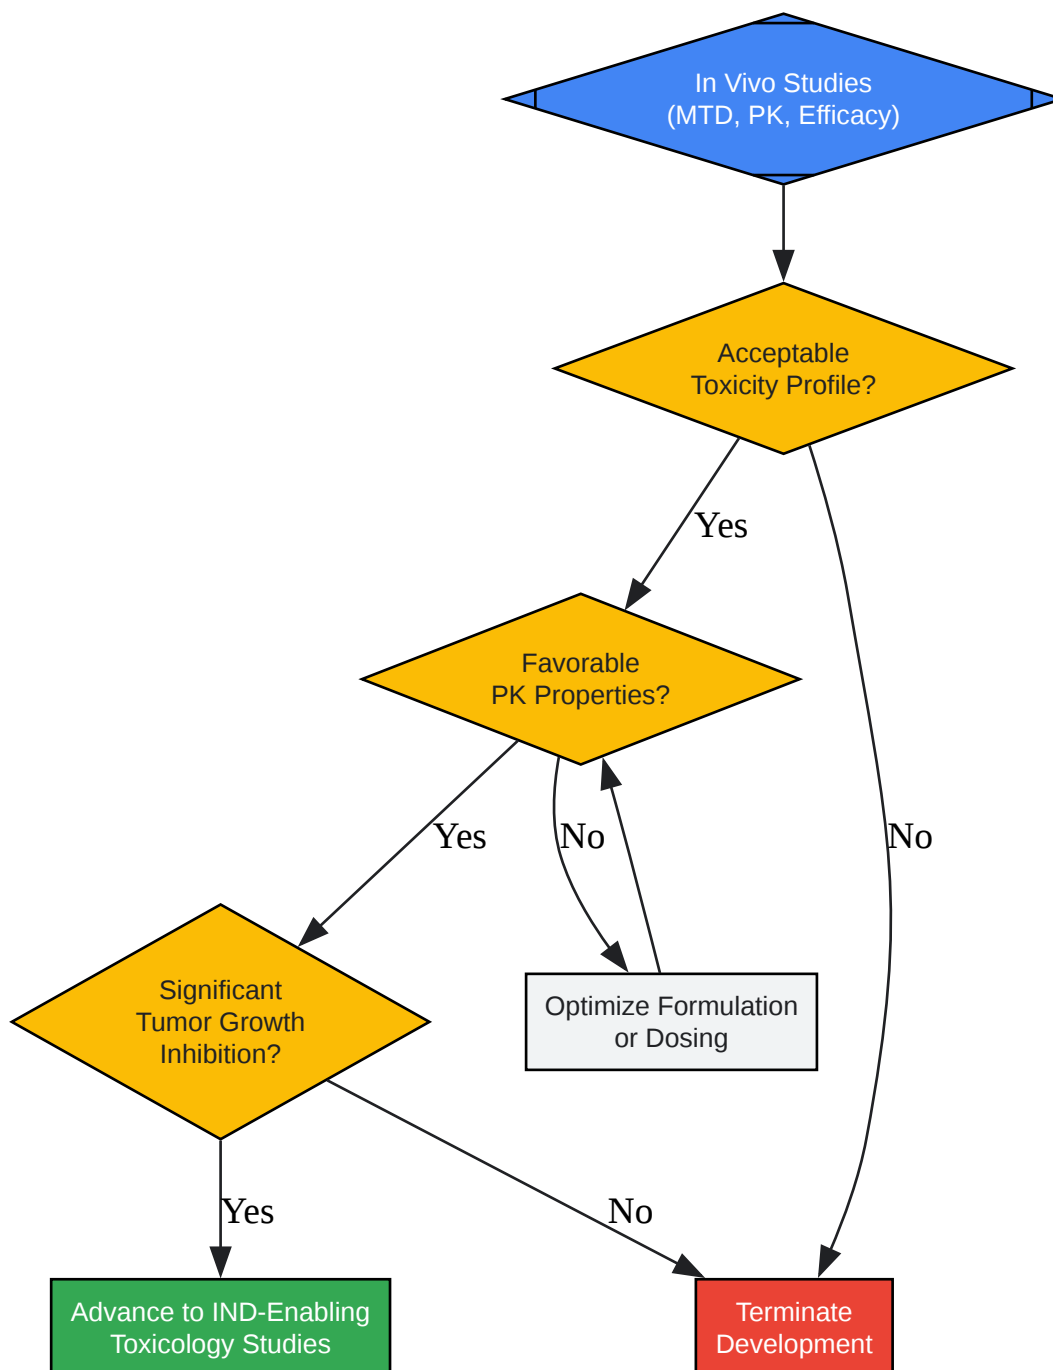 In Vivo Studies
(MTD, PK, Efficacy)
Acceptable
Toxicity Profile?
Yes
Favorable
PK Properties?
Yes
No
No
Significant
Tumor Growth
Inhibition?
Optimize Formulation
or Dosing
Yes
No
Advance to IND-Enabling
Toxicology Studies
Terminate
Development